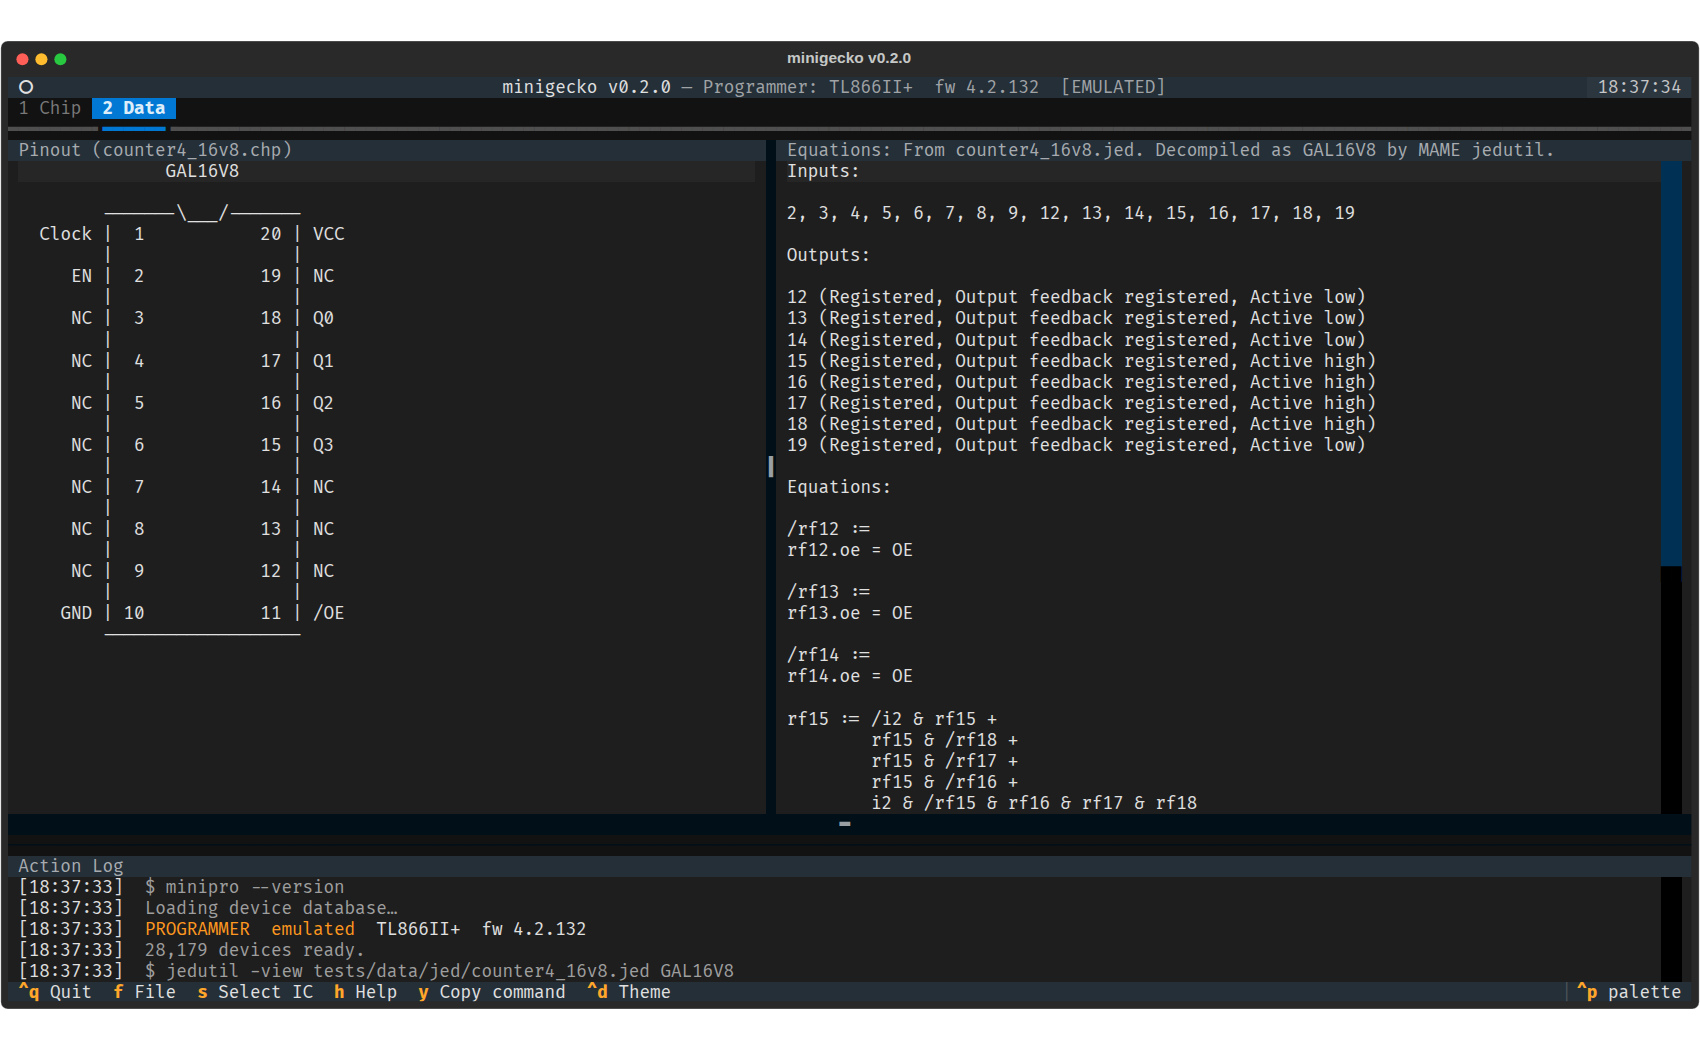 minigecko v0.2.0
minigecko v0.2.0 — Programmer: TL866II+  fw 4.2.132  [EMULATED]
18:37:34
1 Chip  2 Data
Pinout (counter4_16v8.chp)
GAL16V8
_______\___/_______
Clock |  1           20 | VCC
|                 |
EN |  2           19 | NC
|                 |
NC |  3           18 | Q0
|                 |
NC |  4           17 | Q1
|                 |
NC |  5           16 | Q2
|                 |
NC |  6           15 | Q3
|                 |
NC |  7           14 | NC
|                 |
NC |  8           13 | NC
|                 |
NC |  9           12 | NC
|                 |
GND | 10           11 | /OE
Equations: From counter4_16v8.jed. Decompiled as GAL16V8 by MAME jedutil.
Inputs:
2, 3, 4, 5, 6, 7, 8, 9, 12, 13, 14, 15, 16, 17, 18, 19
Outputs:
12 (Registered, Output feedback registered, Active low)
13 (Registered, Output feedback registered, Active low)
14 (Registered, Output feedback registered, Active low)
15 (Registered, Output feedback registered, Active high)
16 (Registered, Output feedback registered, Active high)
17 (Registered, Output feedback registered, Active high)
18 (Registered, Output feedback registered, Active high)
19 (Registered, Output feedback registered, Active low)
Equations:
/rf12 :=
rf12.oe = OE
/rf13 :=
rf13.oe = OE
/rf14 :=
rf14.oe = OE
rf15 := /i2 & rf15 +
rf15 & /rf18 +
rf15 & /rf17 +
rf15 & /rf16 +
i2 & /rf15 & rf16 & rf17 & rf18
Action Log
[18:37:33]  $ minipro --version
[18:37:33]  Loading device database…
[18:37:33]  PROGRAMMER  emulated  TL866II+  fw 4.2.132
[18:37:33]  28,179 devices ready.
[18:37:33]  $ jedutil -view tests/data/jed/counter4_16v8.jed GAL16V8
^q Quit  f File  s Select IC  h Help  y Copy command  ^d Theme
^p palette